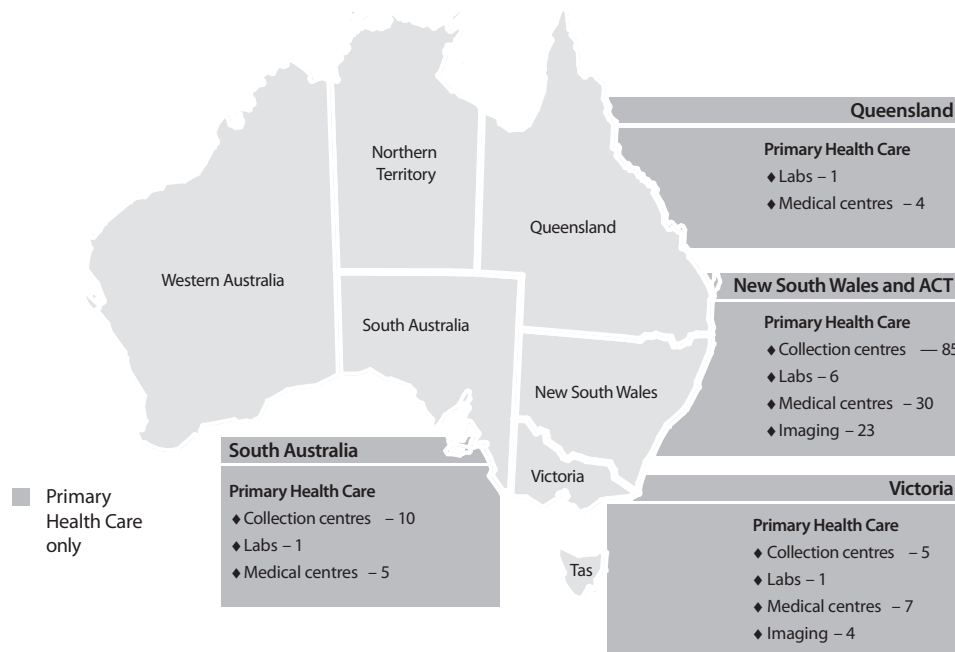 Northern
Territory
Western Australia
South Australia
Queensland
New South Wales
Victoria
Tas
Queensland
Primary Health Care
♦ Labs – 1
♦ Medical centres – 4
New South Wales and ACT
Primary Health Care
♦ Collection centres — 85
♦ Labs – 6
♦ Medical centres – 30
♦ Imaging – 23
South Australia
Primary Health Care
♦ Collection centres – 10
♦ Labs – 1
♦ Medical centres – 5
Victoria
Primary Health Care
♦ Collection centres – 5
♦ Labs – 1
♦ Medical centres – 7
♦ Imaging – 4
Primary
Health Care
only